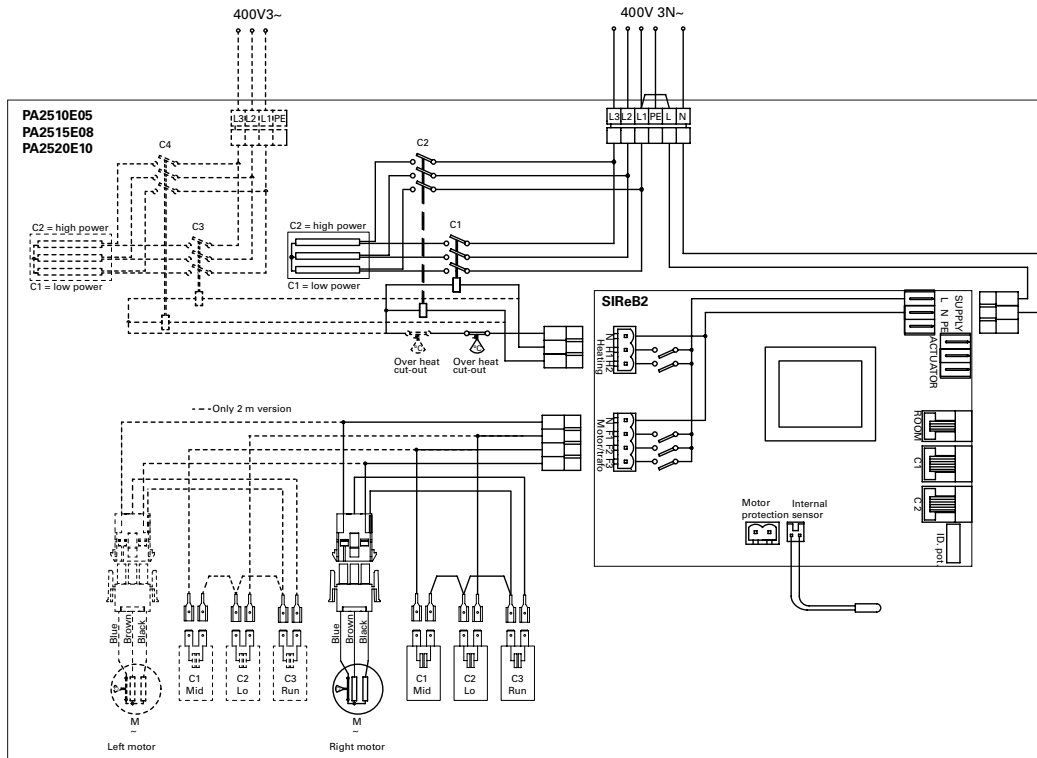 400V3~
400V 3N~
PA2510E05
PA2515E08
PA2520E10
L3 L2 L1 PE
L3 L2 L1 PE L N
C4
C2
C3
C1
C2 = high power
C1 = low power
C2 = high power
C1 = low power
°C
Over heat
cut-out
°C
Over heat
cut-out
SIReB2
N H1 H2
Heating
L N PE
SUPPLY
ACTUATOR
ROOM
C1
C 2
ID. pot.
N F1 F2 F3
Motor/trafo
Motor
protection
Internal
sensor
---Only 2 m version
Blue
Brown
Black
C1
Mid
C2
Lo
C3
Run
M
~
Left motor
Blue
Brown
Black
C1
Mid
C2
Lo
C3
Run
M
~
Right motor